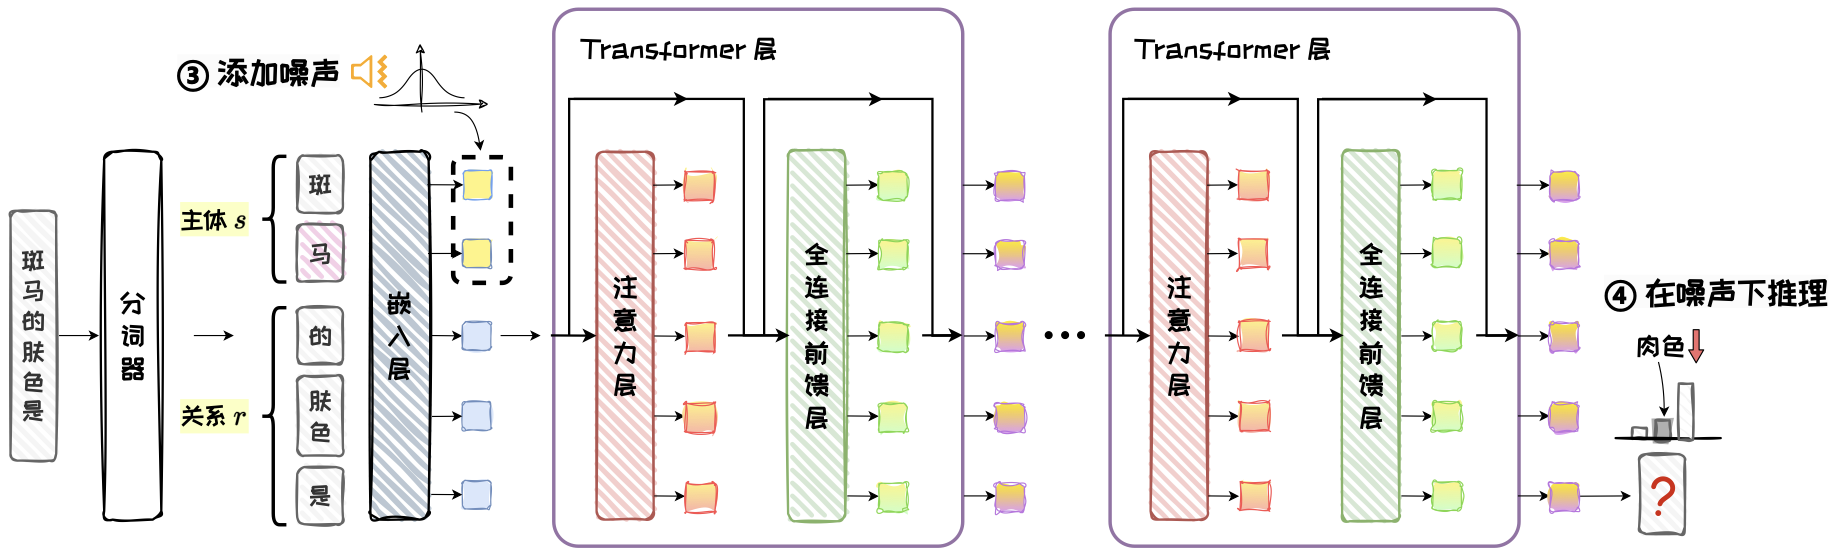 ③ 添加噪声
Transformer 层
Transformer 层
斑马的肤色是
分词器
主体 s
关系 r
斑
马
的
肤色
是
嵌入层
注意力层
全连接前馈层
注意力层
全连接前馈层
④ 在噪声下推理
肉色
?